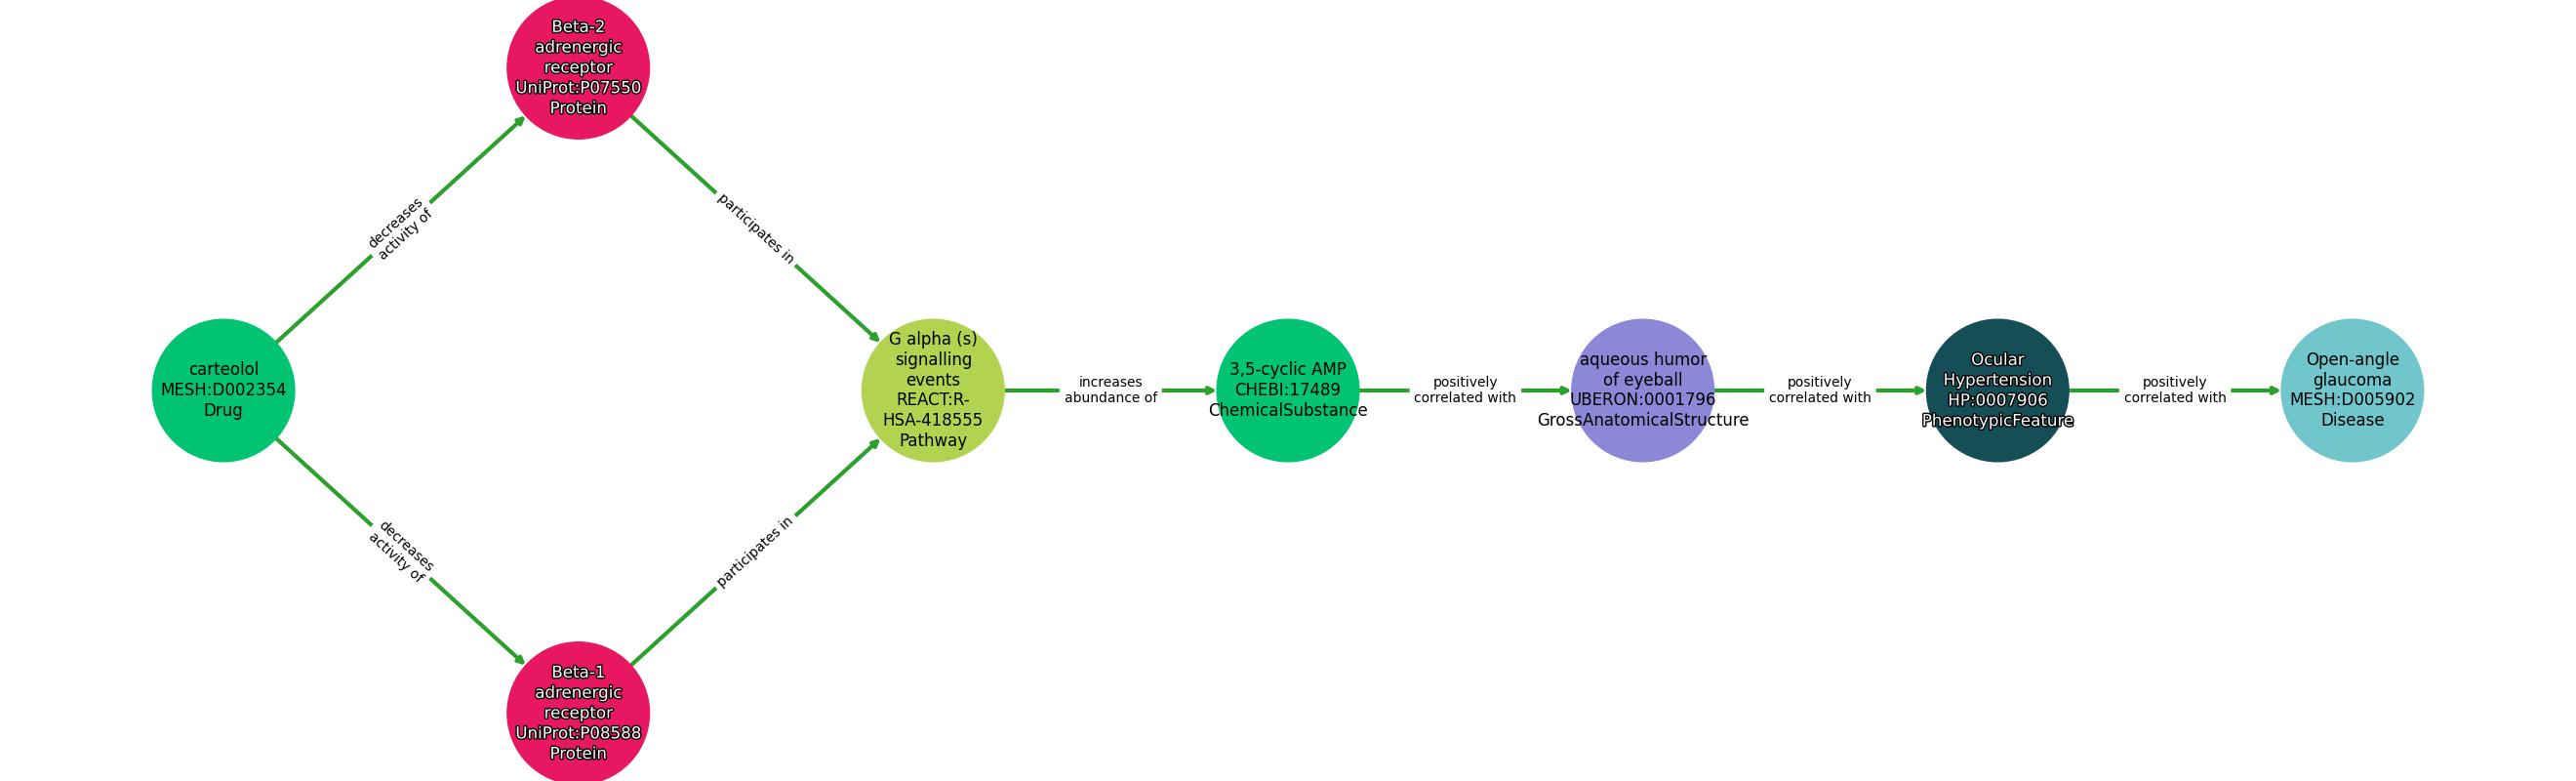 Beta-2
adrenergic
receptor
UniProt:P07550
Protein
decreases
activity of
participates in
carteolol
MESH:D002354
Drug
G alpha (s)
signalling
events
REACT:R-
HSA-418555
Pathway
increases
abundance of
3,5-cyclic AMP
CHEBI:17489
ChemicalSubstance
positively
correlated with
aqueous humor
of eyeball
UBERON:0001796
GrossAnatomicalStructure
positively
correlated with
Ocular
Hypertension
HP:0007906
PhenotypicFeature
positively
correlated with
Open-angle
glaucoma
MESH:D005902
Disease
decreases
activity of
participates in
Beta-1
adrenergic
receptor
UniProt:P08588
Protein